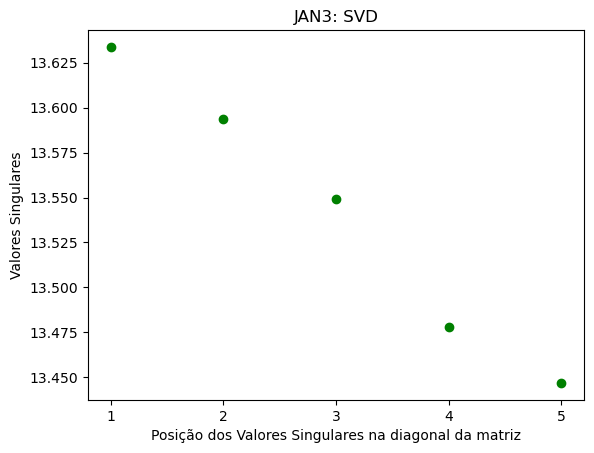 JAN3: SVD
Valores Singulares
13.625
13.600
13.575
13.550
13.525
13.500
13.475
13.450
1 2 3 4 5
Posição dos Valores Singulares na diagonal da matriz